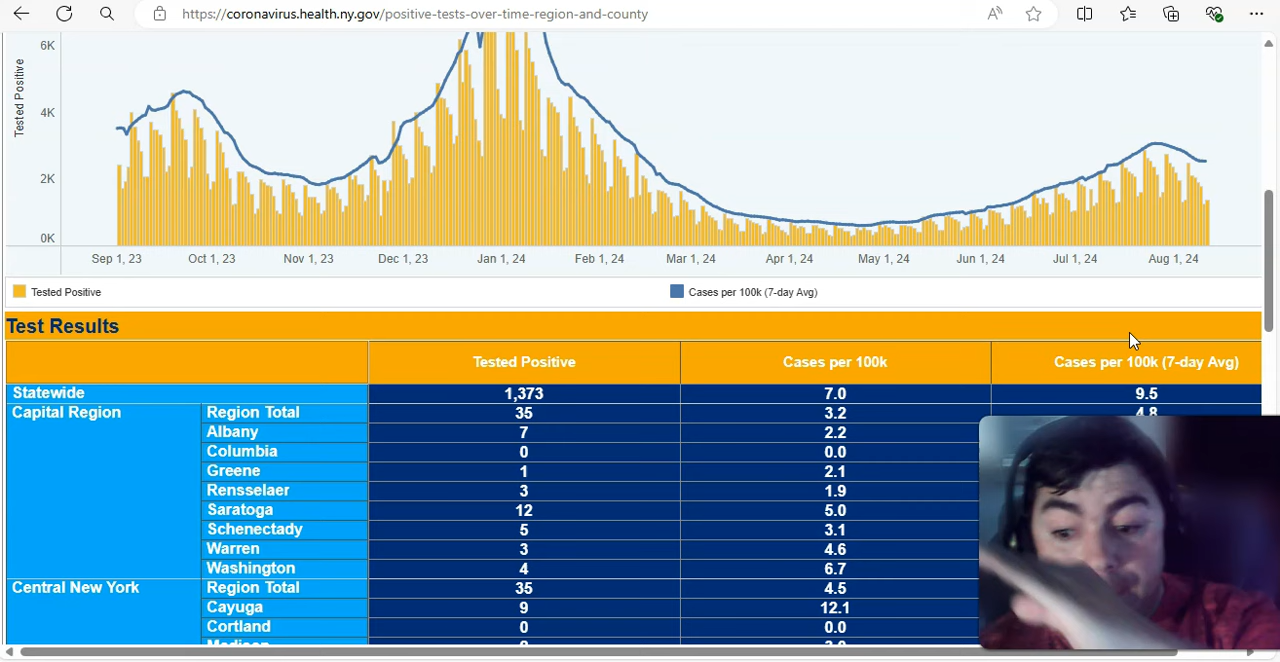 https://coronavirus.health.ny.gov/positive-tests-over-time-region-and-county
6K
4K
2K
0K
Tested Positive
Sep 1, 23 Oct 1, 23 Nov 1, 23 Dec 1, 23 Jan 1, 24 Feb 1, 24 Mar 1, 24 Apr 1, 24 May 1, 24 Jun 1, 24 Jul 1, 24 Aug 1, 24
Tested Positive Cases per 100k (7-day Avg)
Test Results
Tested Positive Cases per 100k Cases per 100k (7-day Avg)
Statewide 1,373 7.0 9.5
Capital Region Region Total 35 3.2 4.8
Albany 7 2.2
Columbia 0 0.0
Greene 1 2.1
Rensselaer 3 1.9
Saratoga 12 5.0
Schenectady 5 3.1
Warren 3 4.6
Washington 4 6.7
Central New York Region Total 35 4.5
Cayuga 9 12.1
Cortland 0 0.0